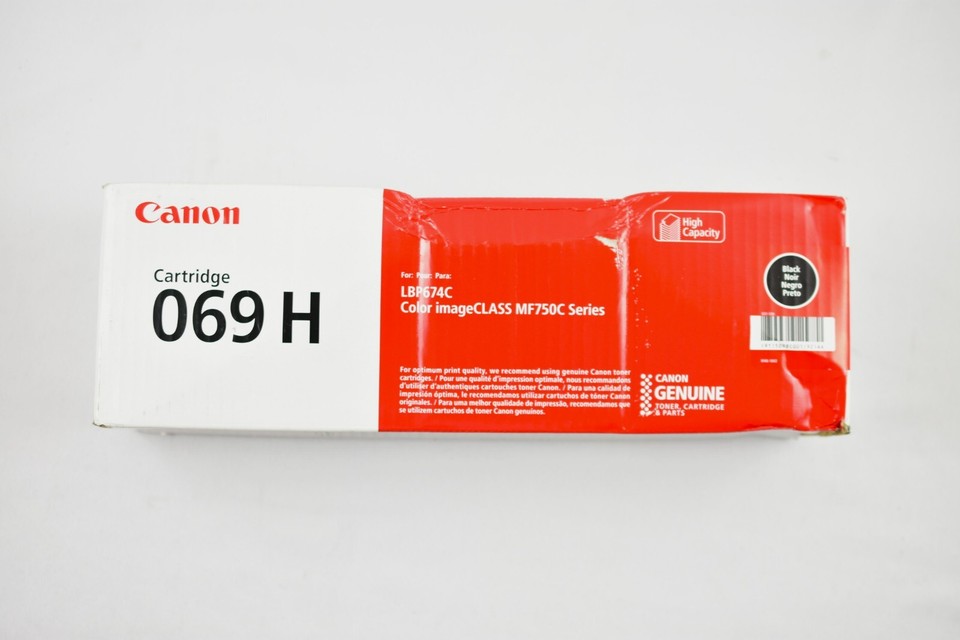 Canon
Cartridge
069 H
For: Pour: Para:
LBP674C
Color imageCLASS MF750C Series
For optimum print quality, we recommend using genuine Canon toner
cartridges. / Pour une qualité d'impression optimale, nous recommandons
d'utiliser d'authentiques cartouches toner Canon. / Para una calidad de
impresión óptima, le recomendamos utilizar cartuchos de tóner Canon
originales. / Para uma melhor qualidade de impressão, recomendamos que
se utilizem cartuchos de toner Canon genuínos.
High
Capacity
Black
Noir
Negro
Preto
CANON
GENUINE
TONER, CARTRIDGE
& PARTS